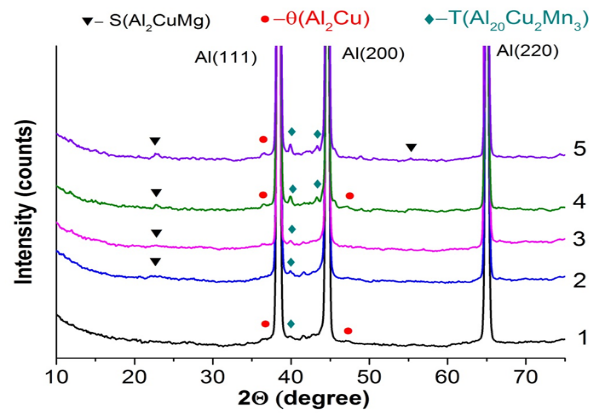 – S(Al₂CuMg) –θ(Al₂Cu) –T(Al₂₀Cu₂Mn₃)
Al(111) Al(200) Al(220)
Intensity (counts)
5
4
3
2
1
10 20 30 40 50 60 70
2Θ (degree)